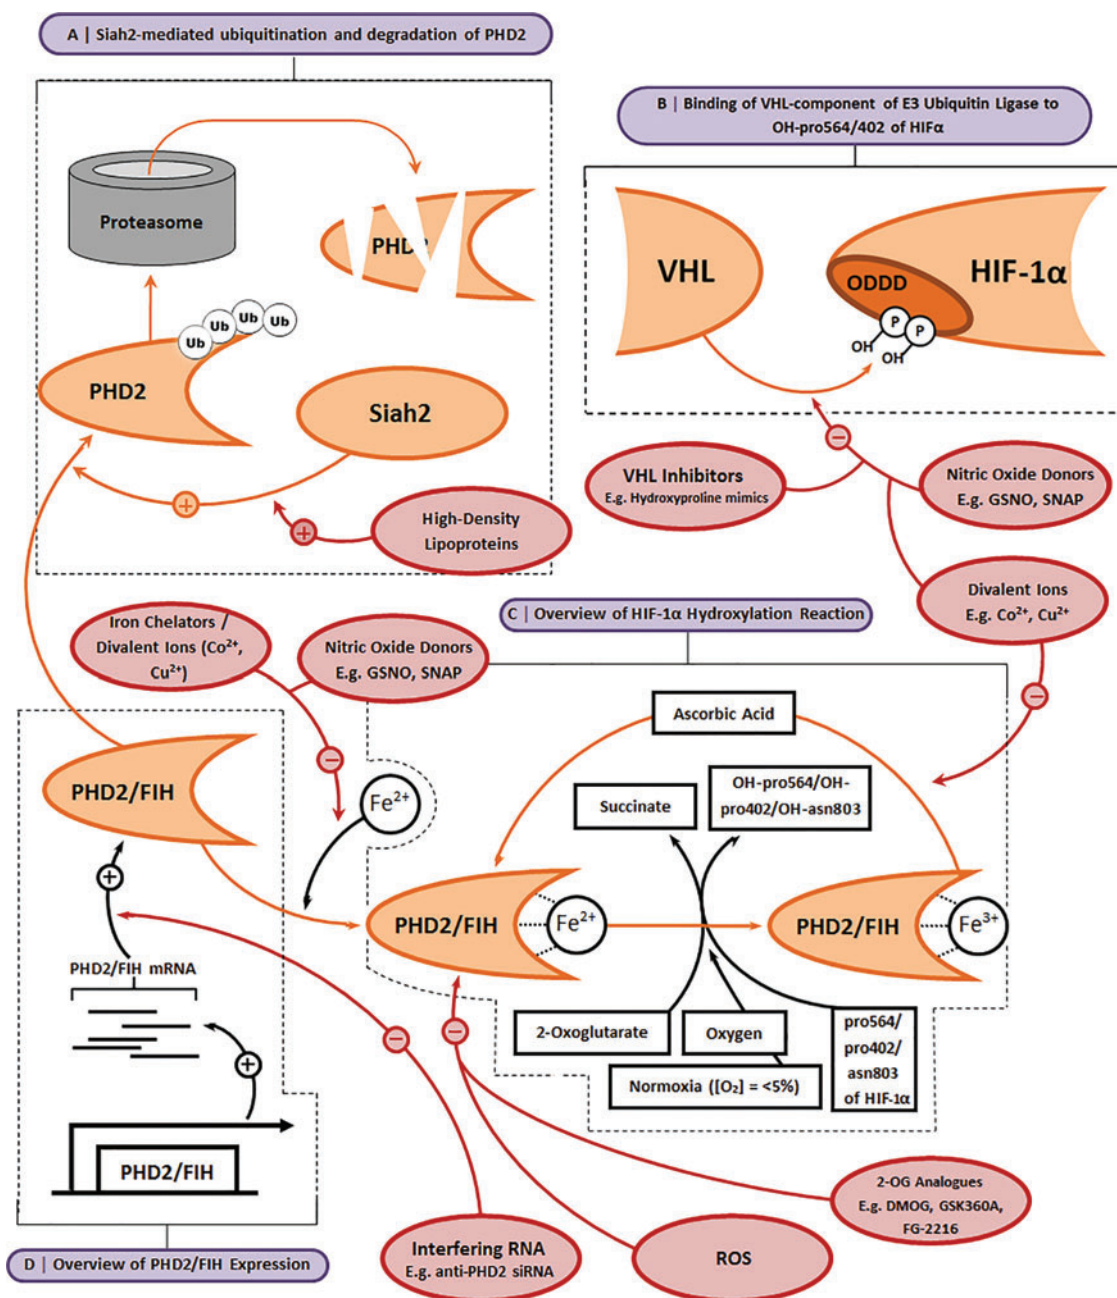 A | Siah2-mediated ubiquitination and degradation of PHD2
Proteasome
PHD2
Ub
Ub
Ub
Ub
PHD2
Siah2
+
+
High-Density
Lipoproteins
B | Binding of VHL-component of E3 Ubiquitin Ligase to
OH-pro564/402 of HIFα
VHL
ODDD
HIF-1α
P
P
OH
OH
−
VHL Inhibitors
E.g. Hydroxyproline mimics
Nitric Oxide Donors
E.g. GSNO, SNAP
Divalent Ions
E.g. Co²⁺, Cu²⁺
−
Iron Chelators /
Divalent Ions (Co²⁺,
Cu²⁺)
Nitric Oxide Donors
E.g. GSNO, SNAP
−
C | Overview of HIF-1α Hydroxylation Reaction
Ascorbic Acid
Succinate
OH-pro564/OH-
pro402/OH-asn803
Fe²⁺
PHD2/FIH
Fe²⁺
PHD2/FIH
Fe³⁺
2-Oxoglutarate
Oxygen
Normoxia ([O₂] = <5%)
pro564/
pro402/
asn803
of HIF-1α
PHD2/FIH
+
PHD2/FIH mRNA
+
PHD2/FIH
D | Overview of PHD2/FIH Expression
−
−
Interfering RNA
E.g. anti-PHD2 siRNA
ROS
2-OG Analogues
E.g. DMOG, GSK360A,
FG-2216